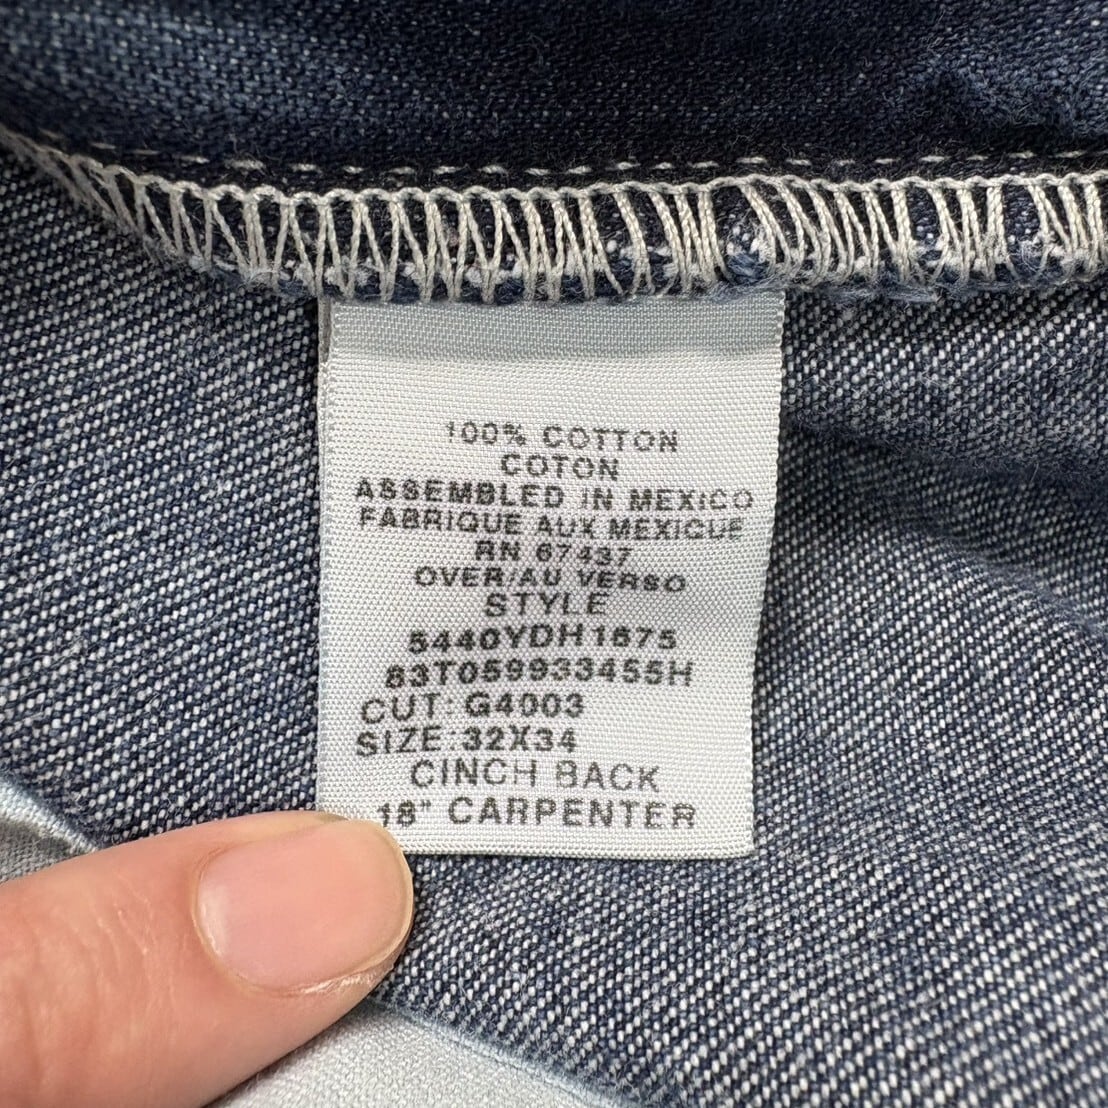 100% COTTON
COTON
ASSEMBLED IN MEXICO
FABRIQUE AUX MEXIQUE
RN 67437
OVER/AU VERSO
STYLE
5440YDH1675
83T059933455H
CUT: G4003
SIZE:32X34
CINCH BACK
18" CARPENTER